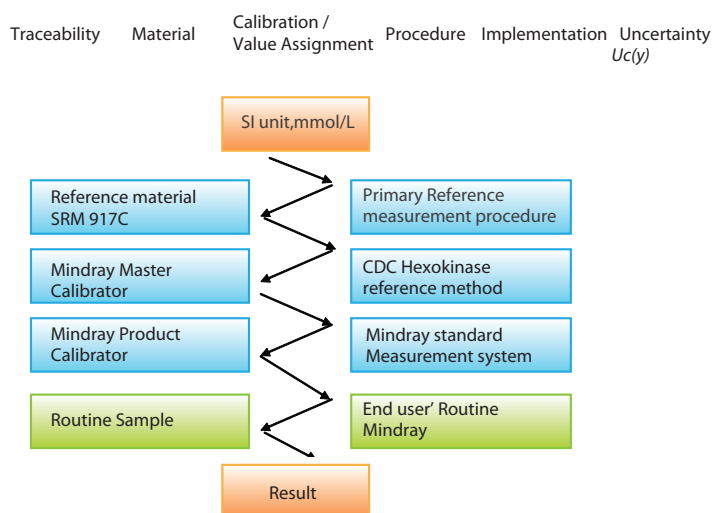 Traceability Material Calibration / Value Assignment Procedure Implementation Uncertainty
Uc(y)
SI unit,mmol/L
Reference material
SRM 917C
Primary Reference
measurement procedure
Mindray Master
Calibrator
CDC Hexokinase
reference method
Mindray Product
Calibrator
Mindray standard
Measurement system
Routine Sample
End user' Routine
Mindray
Result